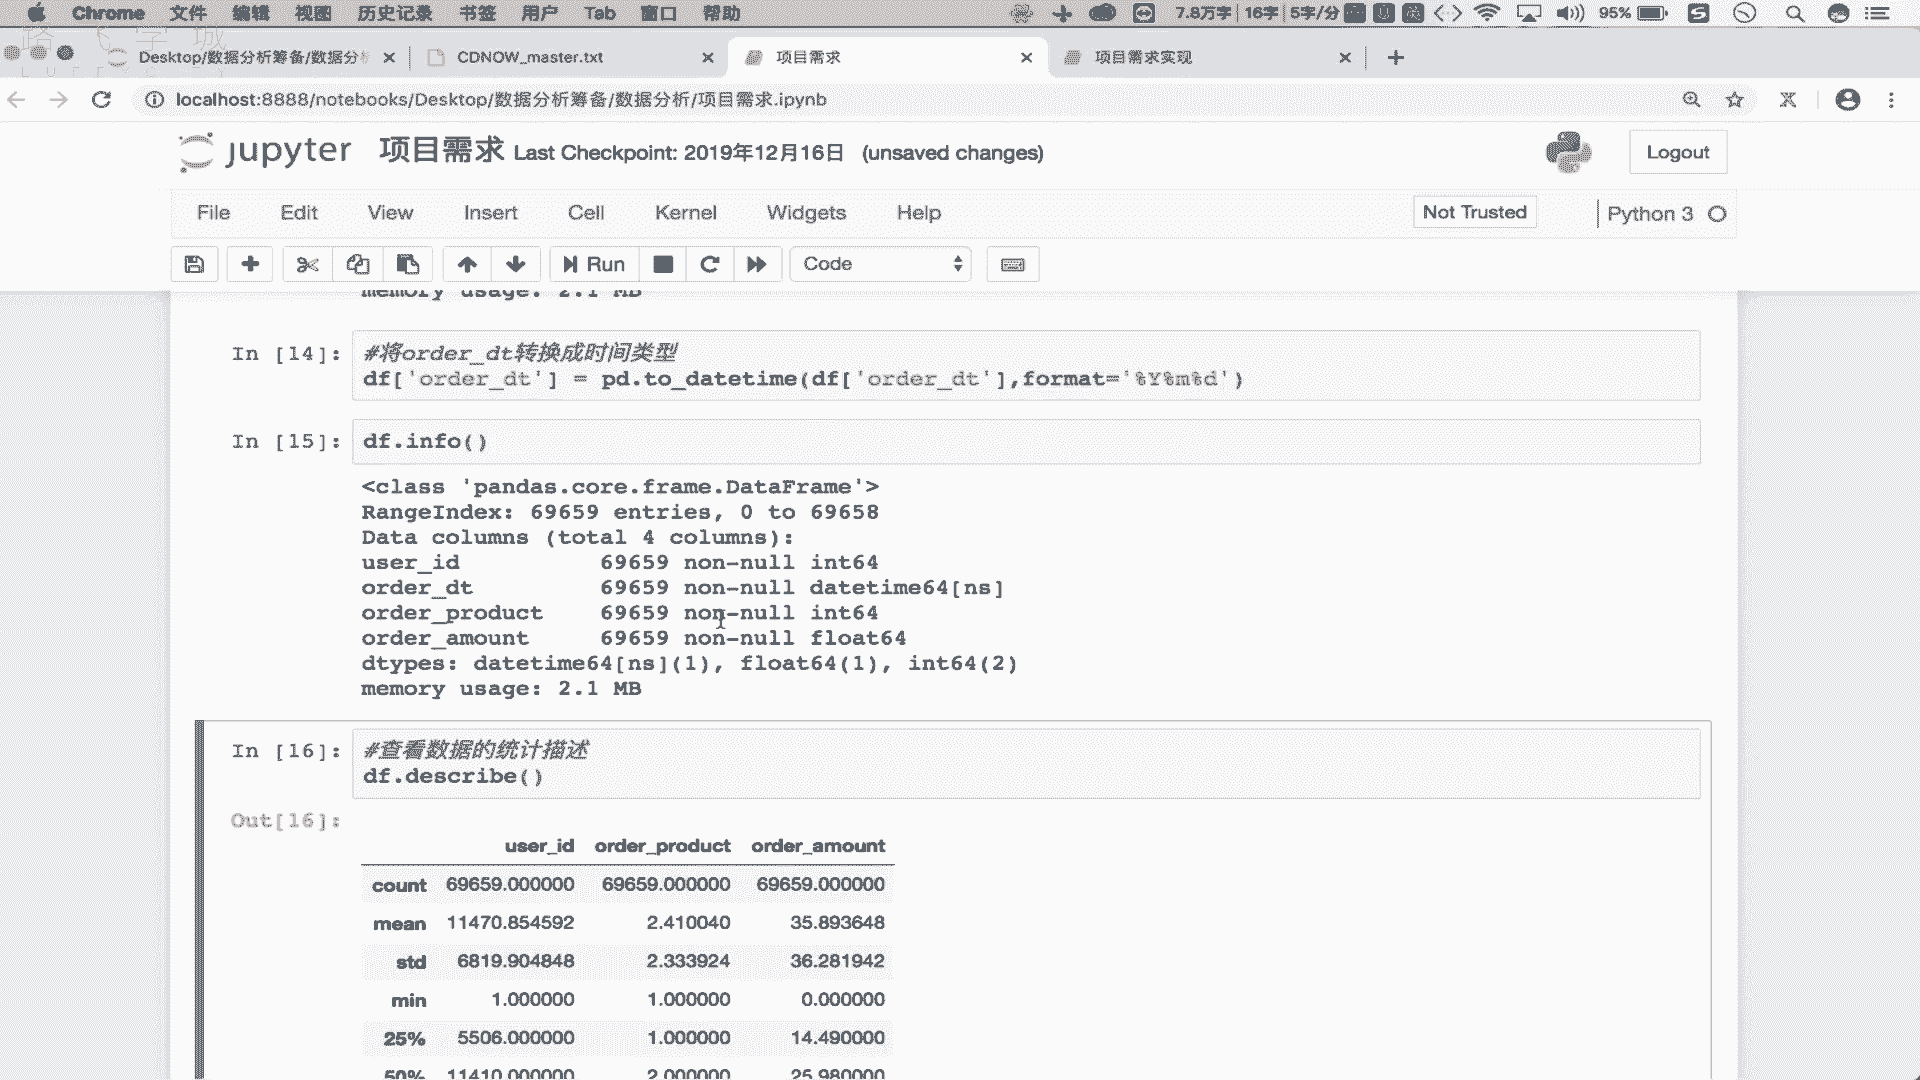 Chrome 文件 编辑 视图 历史记录 书签 用户 Tab 窗口 帮助 7.8万字 16字 5字/分 95%
Desktop/数据分析筹备/数据分析
CDNOW_master.txt
项目需求
项目需求实现
localhost:8888/notebooks/Desktop/数据分析筹备/数据分析/项目需求.ipynb
jupyter 项目需求 Last Checkpoint: 2019年12月16日 (unsaved changes)
Logout
File Edit View Insert Cell Kernel Widgets Help
Not Trusted
Python 3
Run
Code
memory usage: 2.1 MB
In [14]:
#将order_dt转换成时间类型
df['order_dt'] = pd.to_datetime(df['order_dt'],format='%Y%m%d')
In [15]:
df.info()
<class 'pandas.core.frame.DataFrame'>
RangeIndex: 69659 entries, 0 to 69658
Data columns (total 4 columns):
user_id 69659 non-null int64
order_dt 69659 non-null datetime64[ns]
order_product 69659 non-null int64
order_amount 69659 non-null float64
dtypes: datetime64[ns](1), float64(1), int64(2)
memory usage: 2.1 MB
In [16]:
#查看数据的统计描述
df.describe()
Out[16]:
user_id order_product order_amount
count 69659.000000 69659.000000 69659.000000
mean 11470.854592 2.410040 35.893648
std 6819.904848 2.333924 36.281942
min 1.000000 1.000000 0.000000
25% 5506.000000 1.000000 14.490000
50% 11410.000000 2.000000 25.980000